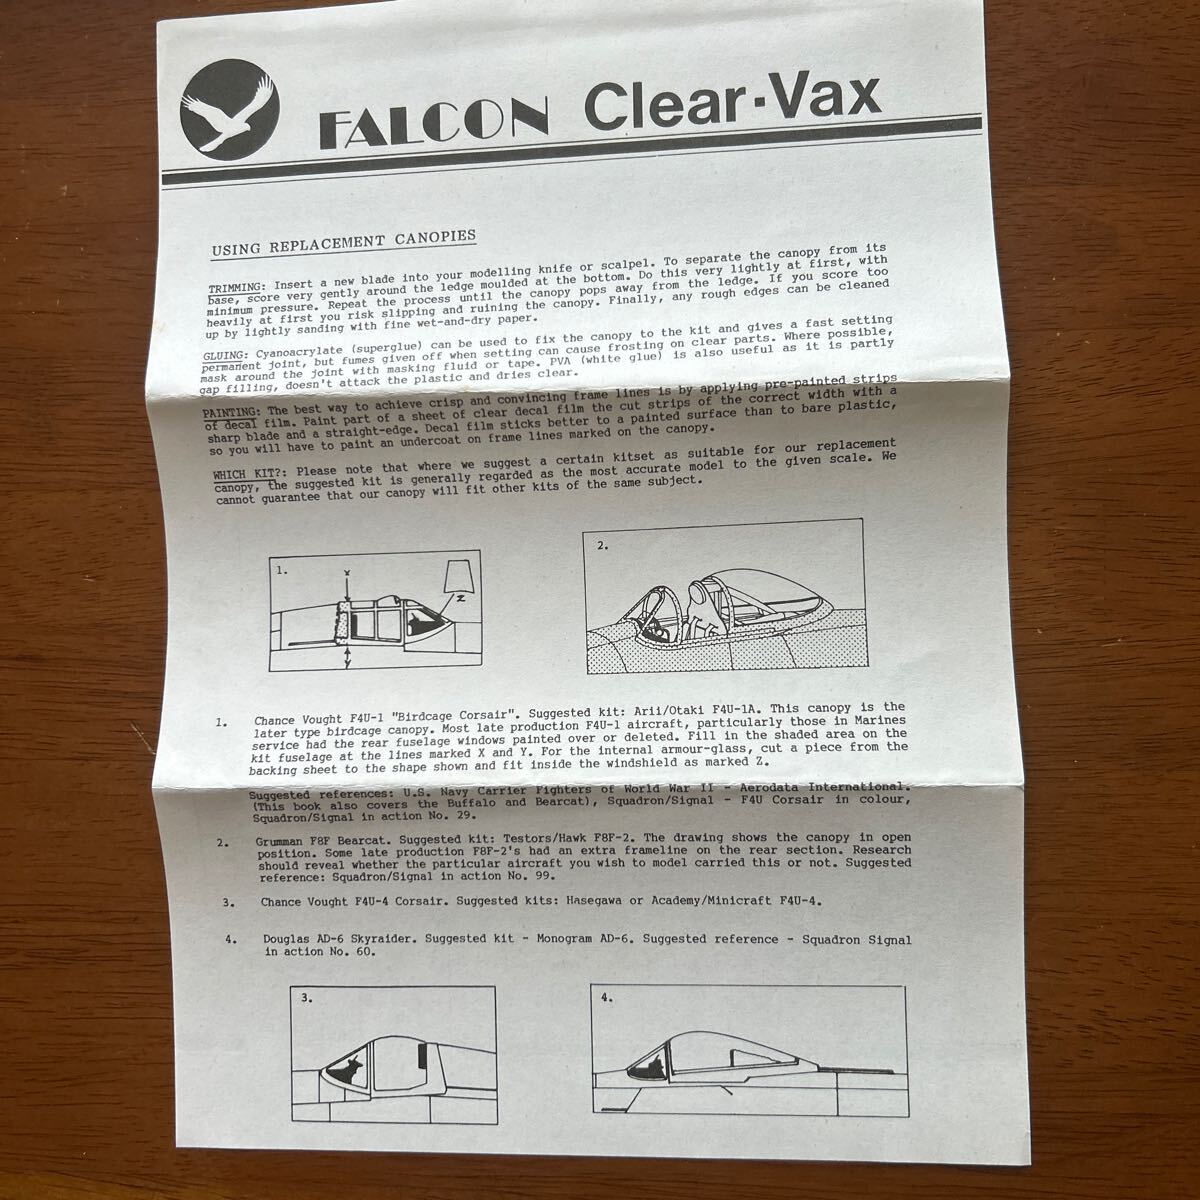 FALCON Clear·Vax
USING REPLACEMENT CANOPIES
TRIMMING: Insert a new blade into your modelling knife or scalpel. To separate the canopy from its
base, score very gently around the ledge moulded at the bottom. Do this very lightly at first, with
minimum pressure. Repeat the process until the canopy pops away from the ledge. If you score too
heavily at first you risk slipping and ruining the canopy. Finally, any rough edges can be cleaned
up by lightly sanding with fine wet-and-dry paper.
GLUING: Cyanoacrylate (superglue) can be used to fix the canopy to the kit and gives a fast setting
permanent joint, but fumes given off when setting can cause frosting on clear parts. Where possible,
mask around the joint with masking fluid or tape. PVA (white glue) is also useful as it is partly
gap filling, doesn't attack the plastic and dries clear.
PAINTING: The best way to achieve crisp and convincing frame lines is by applying pre-painted strips
of decal film. Paint part of a sheet of clear decal film the cut strips of the correct width with a
sharp blade and a straight-edge. Decal film sticks better to a painted surface than to bare plastic,
so you will have to paint an undercoat on frame lines marked on the canopy.
WHICH KIT?: Please note that where we suggest a certain kitset as suitable for our replacement
canopy, the suggested kit is generally regarded as the most accurate model to the given scale. We
cannot guarantee that our canopy will fit other kits of the same subject.
1.
Z
Y
2.
1. Chance Vought F4U-1 "Birdcage Corsair". Suggested kit: Arii/Otaki F4U-1A. This canopy is the
later type birdcage canopy. Most late production F4U-1 aircraft, particularly those in Marines
service had the rear fuselage windows painted over or deleted. Fill in the shaded area on the
kit fuselage at the lines marked X and Y. For the internal armour-glass, cut a piece from the
backing sheet to the shape shown and fit inside the windshield as marked Z.
Suggested references: U.S. Navy Carrier Fighters of World War II - Aerodata International.
(This book also covers the Buffalo and Bearcat), Squadron/Signal - F4U Corsair in colour,
Squadron/Signal in action No. 29.
2. Grumman F8F Bearcat. Suggested kit: Testors/Hawk F8F-2. The drawing shows the canopy in open
position. Some late production F8F-2's had an extra frameline on the rear section. Research
should reveal whether the particular aircraft you wish to model carried this or not. Suggested
reference: Squadron/Signal in action No. 99.
3. Chance Vought F4U-4 Corsair. Suggested kits: Hasegawa or Academy/Minicraft F4U-4.
4. Douglas AD-6 Skyraider. Suggested kit - Monogram AD-6. Suggested reference - Squadron Signal
in action No. 60.
3.
4.